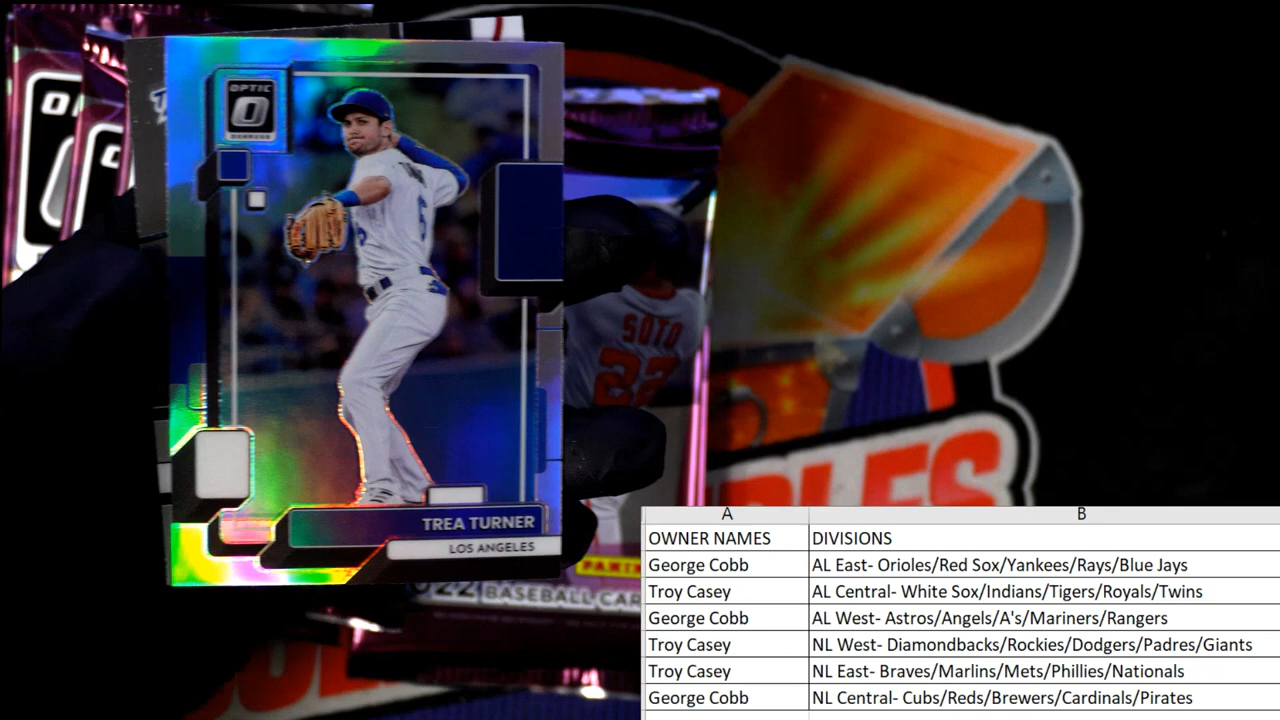 OPTIC
DONRUSS
SOTO
22
5
TREA TURNER
LOS ANGELES
PANINI
2022 BASEBALL CAR
A B
OWNER NAMES DIVISIONS
George Cobb AL East- Orioles/Red Sox/Yankees/Rays/Blue Jays
Troy Casey AL Central- White Sox/Indians/Tigers/Royals/Twins
George Cobb AL West- Astros/Angels/A's/Mariners/Rangers
Troy Casey NL West- Diamondbacks/Rockies/Dodgers/Padres/Giants
Troy Casey NL East- Braves/Marlins/Mets/Phillies/Nationals
George Cobb NL Central- Cubs/Reds/Brewers/Cardinals/Pirates